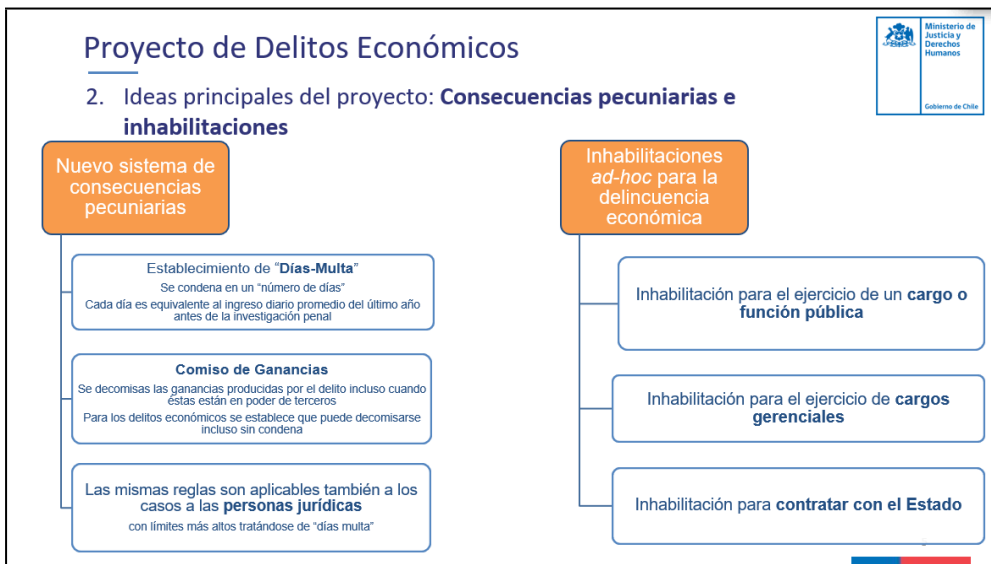 Proyecto de Delitos Económicos
Ministerio de
Justicia y
Derechos
Humanos
Gobierno de Chile
2. Ideas principales del proyecto: Consecuencias pecuniarias e
inhabilitaciones
Nuevo sistema de
consecuencias
pecuniarias
Establecimiento de “Días-Multa”
Se condena en un “número de días”
Cada día es equivalente al ingreso diario promedio del último año
antes de la investigación penal
Comiso de Ganancias
Se decomisas las ganancias producidas por el delito incluso cuando
éstas están en poder de terceros
Para los delitos económicos se establece que puede decomisarse
incluso sin condena
Las mismas reglas son aplicables también a los
casos a las personas jurídicas
con límites más altos tratándose de “días multa”
Inhabilitaciones
ad-hoc para la
delincuencia
económica
Inhabilitación para el ejercicio de un cargo o
función pública
Inhabilitación para el ejercicio de cargos
gerenciales
Inhabilitación para contratar con el Estado